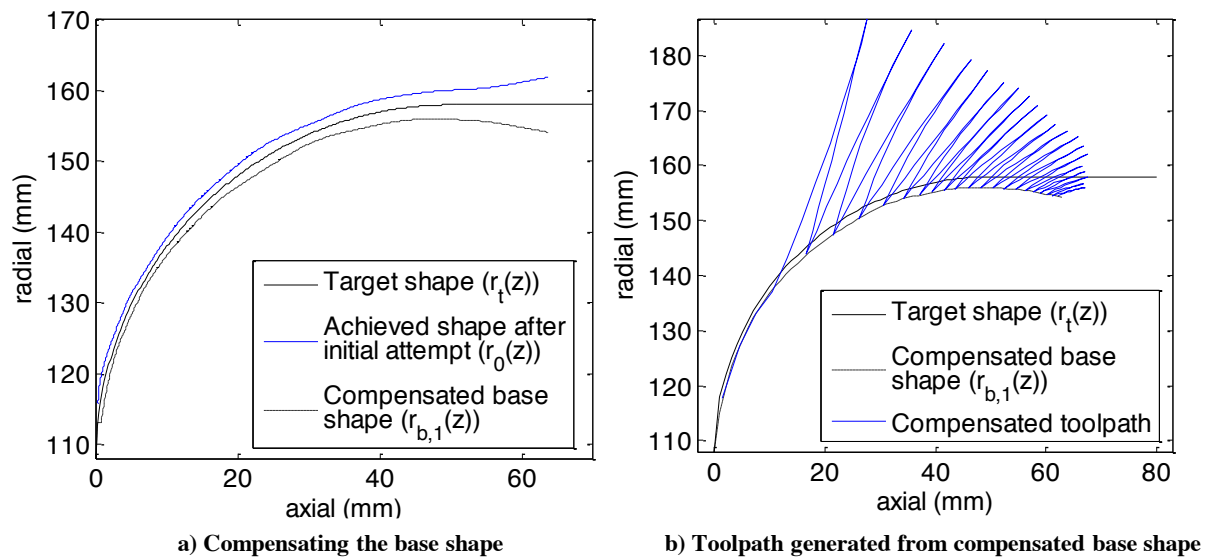 170
160
150
140
130
120
110
radial (mm)
0
20
40
60
axial (mm)
Target shape (r_t(z))
Achieved shape after
initial attempt (r_0(z))
Compensated base
shape (r_{b,1}(z))
a) Compensating the base shape
180
170
160
150
140
130
120
110
radial (mm)
0
20
40
60
80
axial (mm)
Target shape (r_t(z))
Compensated base
shape (r_{b,1}(z))
Compensated toolpath
b) Toolpath generated from compensated base shape